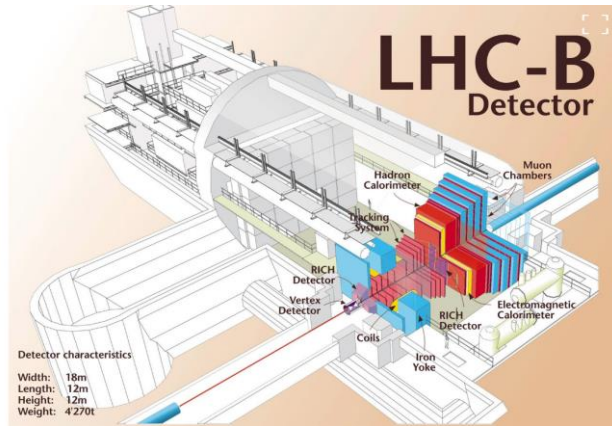 LHC-B
Detector
Muon
Chambers
Hadron
Calorimeter
Tracking
System
RICH
Detector
Vertex
Detector
Coils
Iron
Yoke
RICH
Detector
Electromagnetic
Calorimeter
Detector characteristics
Width: 18m
Length: 12m
Height: 12m
Weight: 4'270t